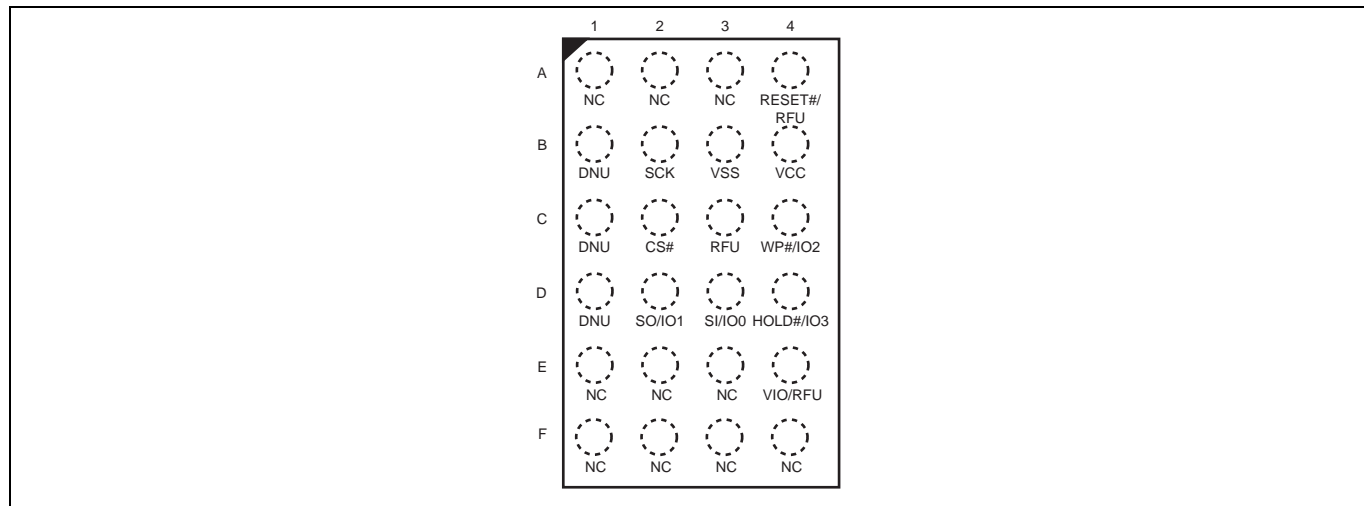 1 2 3 4
A
NC NC NC RESET#/
RFU
B
DNU SCK VSS VCC
C
DNU CS# RFU WP#/IO2
D
DNU SO/IO1 SI/IO0 HOLD#/IO3
E
NC NC NC VIO/RFU
F
NC NC NC NC